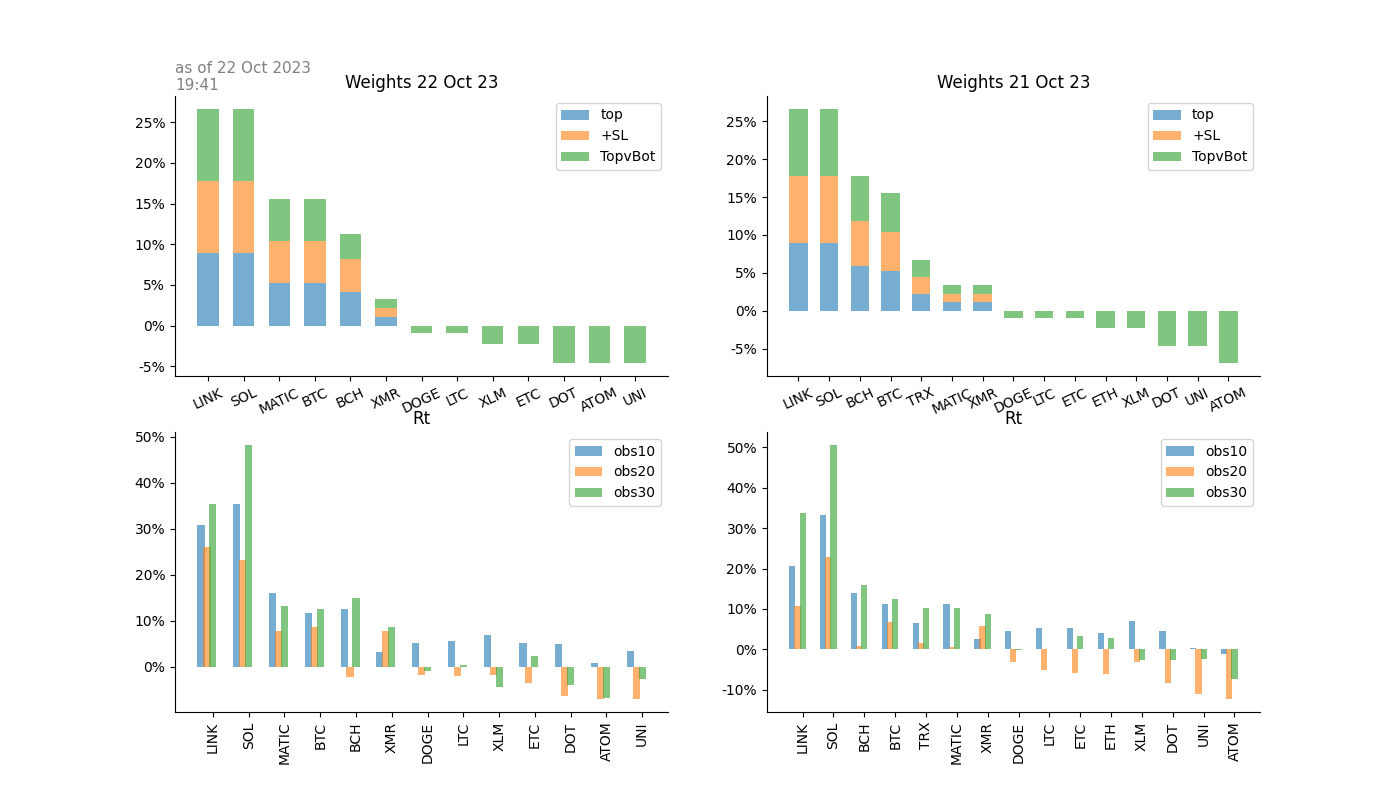 as of 22 Oct 2023
19:41
Weights 22 Oct 23
25%
20%
15%
10%
5%
0%
-5%
top
+SL
TopvBot
LINK SOL MATIC BTC BCH XMR DOGE LTC XLM ETC DOT ATOM UNI
Weights 21 Oct 23
25%
20%
15%
10%
5%
0%
-5%
top
+SL
TopvBot
LINK SOL BCH BTC TRX MATIC XMR DOGE LTC ETC ETH XLM DOT UNI ATOM
Rt
50%
40%
30%
20%
10%
0%
obs10
obs20
obs30
LINK SOL MATIC BTC BCH XMR DOGE LTC XLM ETC DOT ATOM UNI
Rt
50%
40%
30%
20%
10%
0%
-10%
obs10
obs20
obs30
LINK SOL BCH BTC TRX MATIC XMR DOGE LTC ETC ETH XLM DOT UNI ATOM